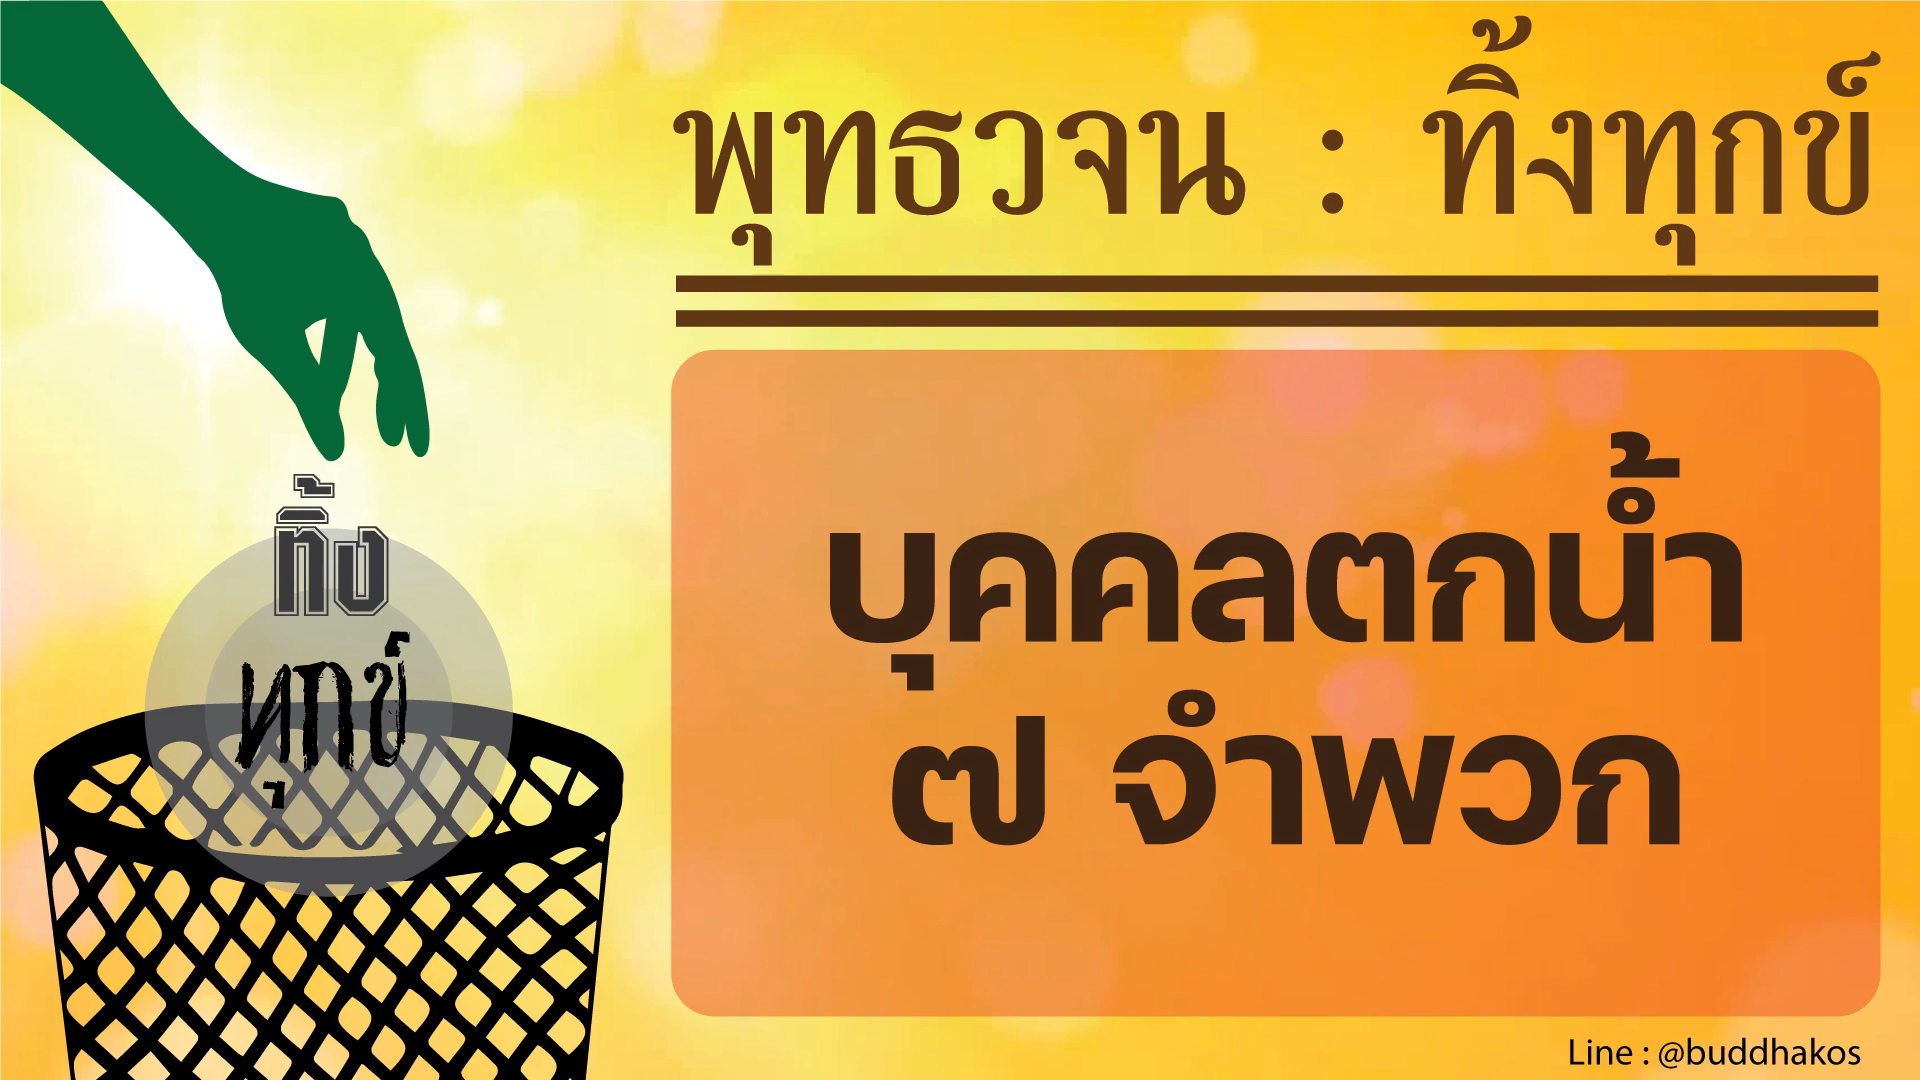 พุทธวจน : ทิ้งทุกข์
ทิ้ง
ทุกข์
บุคคลตกน้ำ
๗ จำพวก
Line : @buddhakos